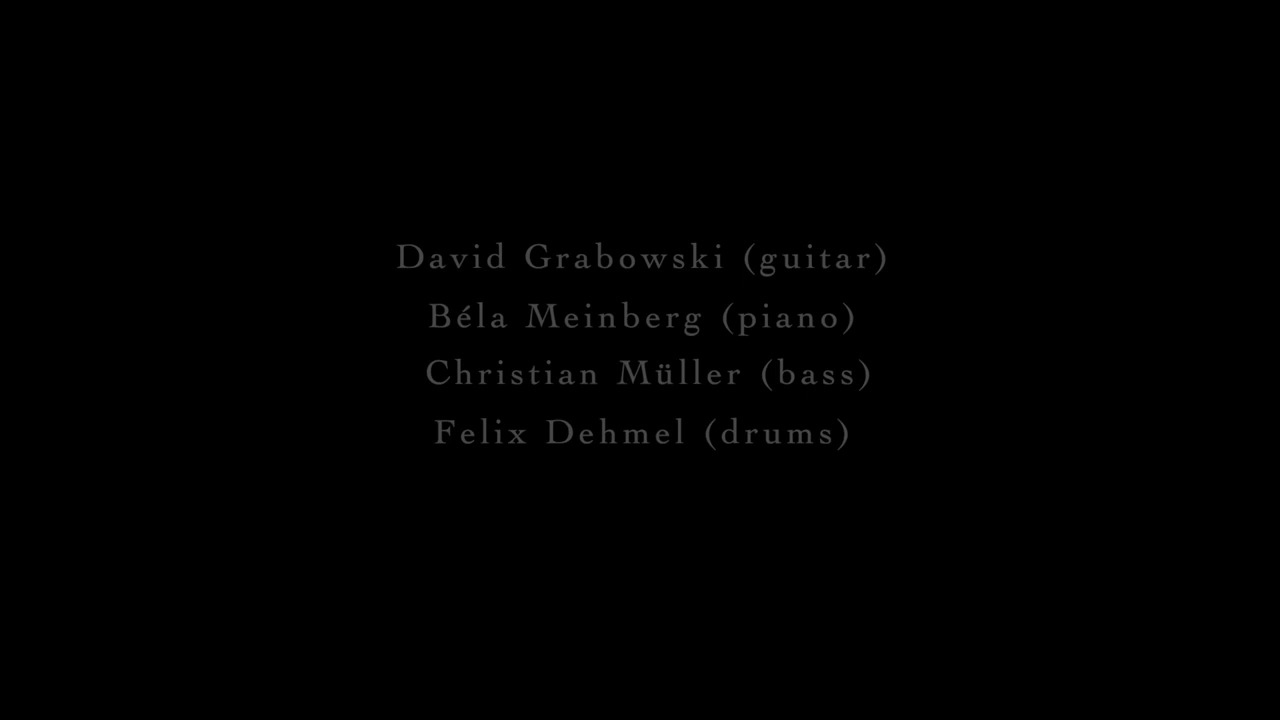 David Grabowski (guitar)
Béla Meinberg (piano)
Christian Müller (bass)
Felix Dehmel (drums)